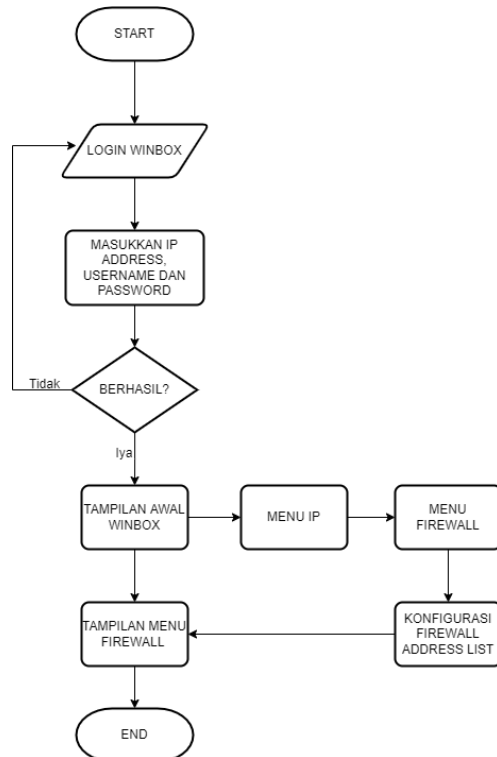 START
LOGIN WINBOX
MASUKKAN IP
ADDRESS,
USERNAME DAN
PASSWORD
BERHASIL?
Tidak
Iya
TAMPILAN AWAL
WINBOX
MENU IP
MENU
FIREWALL
KONFIGURASI
FIREWALL
ADDRESS LIST
TAMPILAN MENU
FIREWALL
END